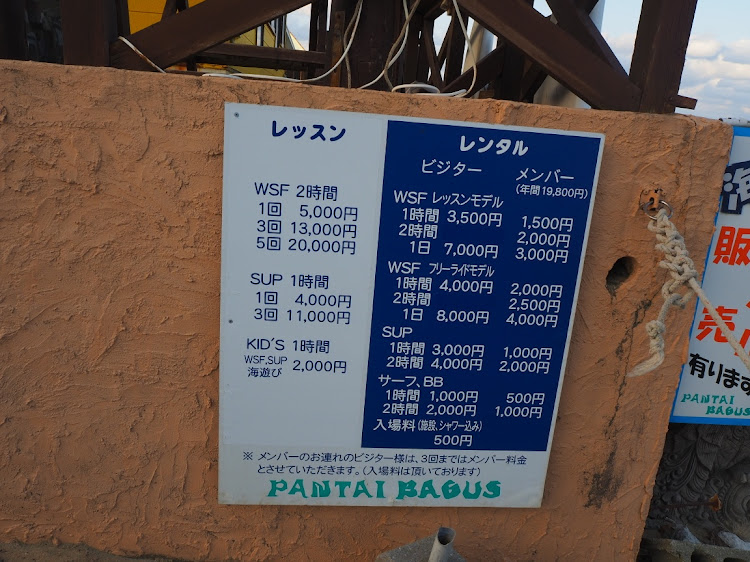 レッスン
WSF 2時間
1回 5,000円
3回 13,000円
5回 20,000円
SUP 1時間
1回 4,000円
3回 11,000円
KID'S 1時間
WSF,SUP 2,000円
海遊び
レンタル
ビジター メンバー
(年間19,800円)
WSF レッスンモデル
1時間 3,500円 1,500円
2時間 2,000円
1日 7,000円 3,000円
WSF フリーライドモデル
1時間 4,000円 2,000円
2時間 2,500円
1日 8,000円 4,000円
SUP
1時間 3,000円 1,000円
2時間 4,000円 2,000円
サーフ、BB
1時間 1,000円 500円
2時間 2,000円 1,000円
入場料(施設、シャワー込み)
500円
※ メンバーのお連れのビジター様は、3回まではメンバー料金
とさせていただきます。(入場料は頂いております)
PANTAI BAGUS
海
販
売
有ります
PANTAI
BAGUS